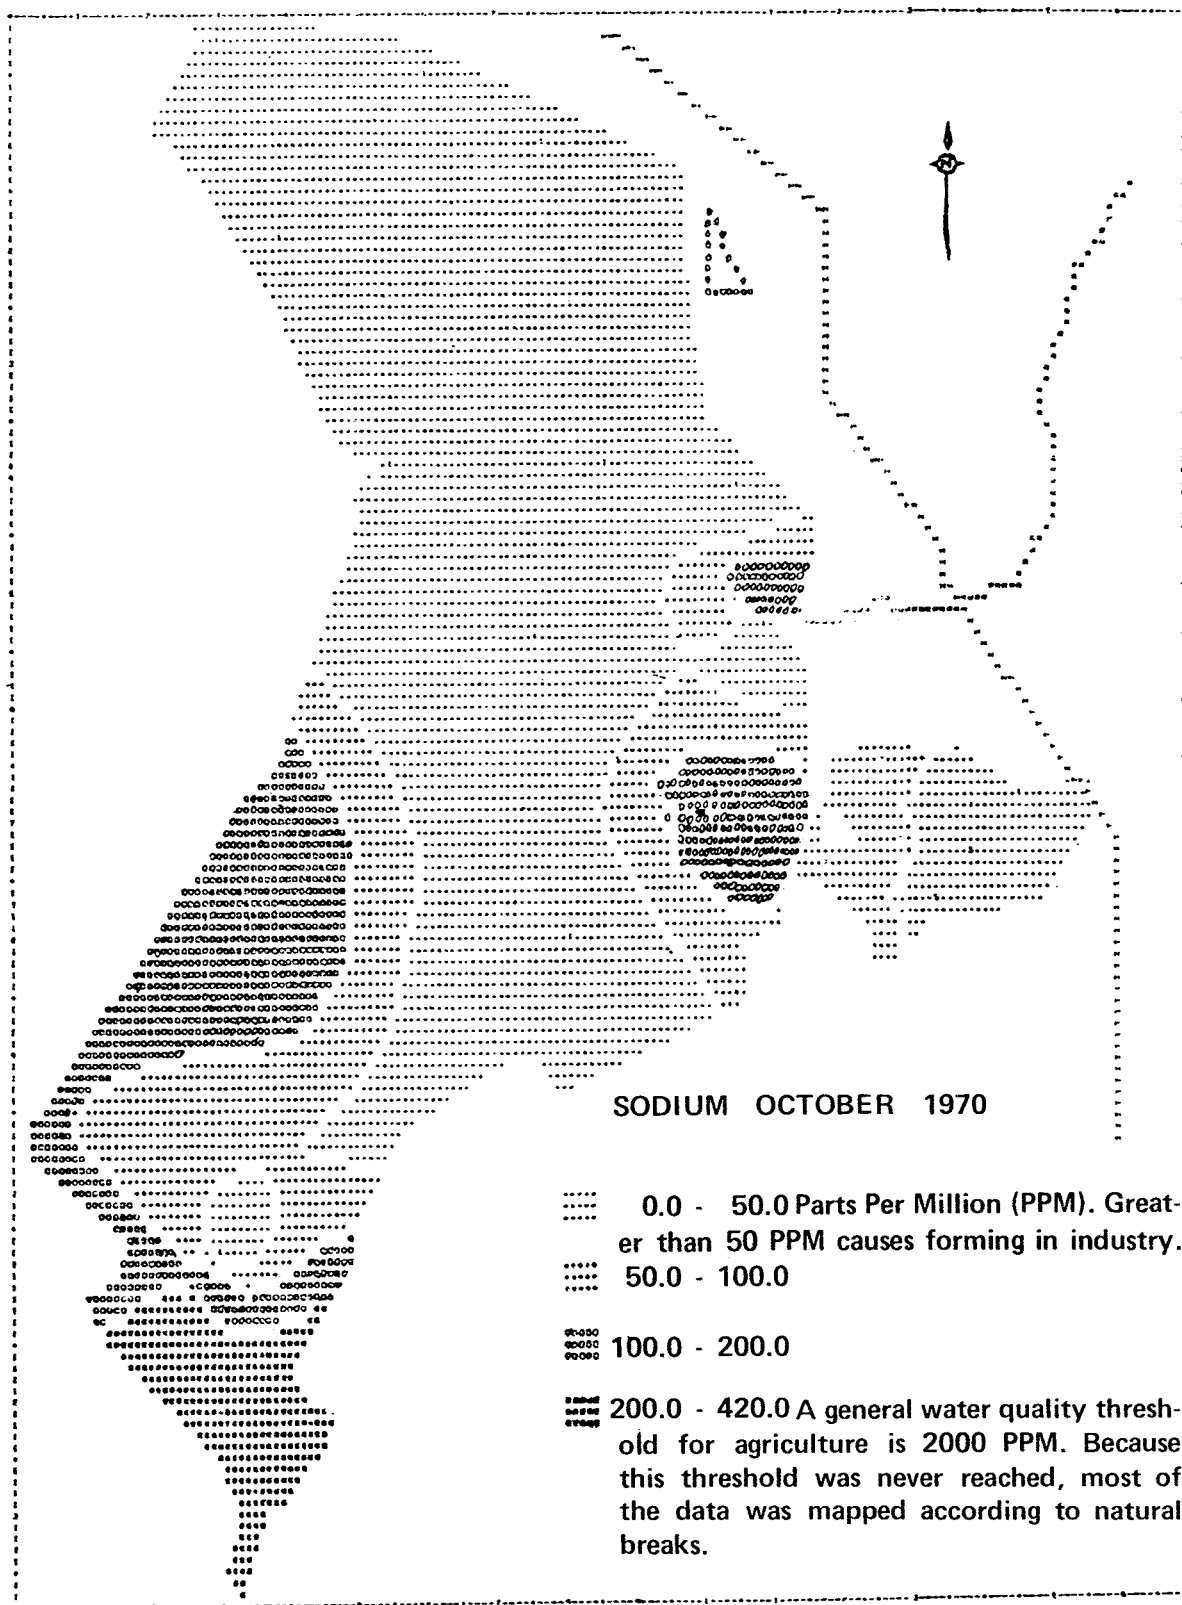 N
SODIUM OCTOBER 1970
0.0 - 50.0 Parts Per Million (PPM). Great-
er than 50 PPM causes forming in industry.
50.0 - 100.0
100.0 - 200.0
200.0 - 420.0 A general water quality thresh-
old for agriculture is 2000 PPM. Because
this threshold was never reached, most of
the data was mapped according to natural
breaks.